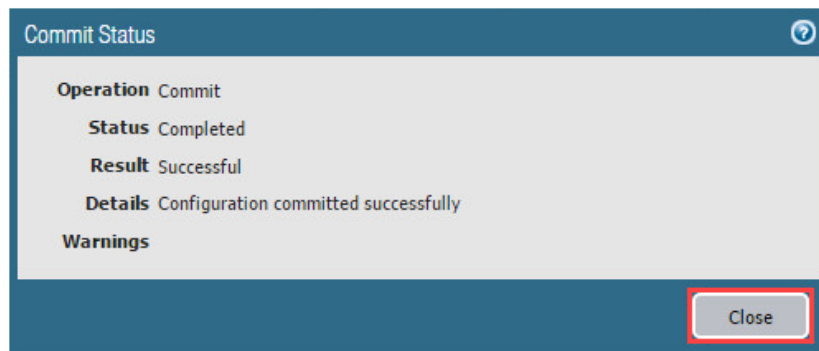 Commit Status
Operation Commit
Status Completed
Result Successful
Details Configuration committed successfully
Warnings
Close